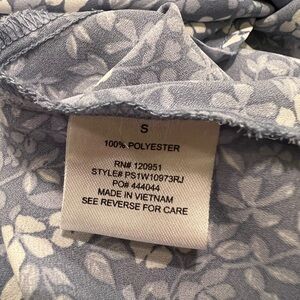 S
100% POLYESTER
RN# 120951
STYLE# PS1W10973RJ
PO# 444044
MADE IN VIETNAM
SEE REVERSE FOR CARE